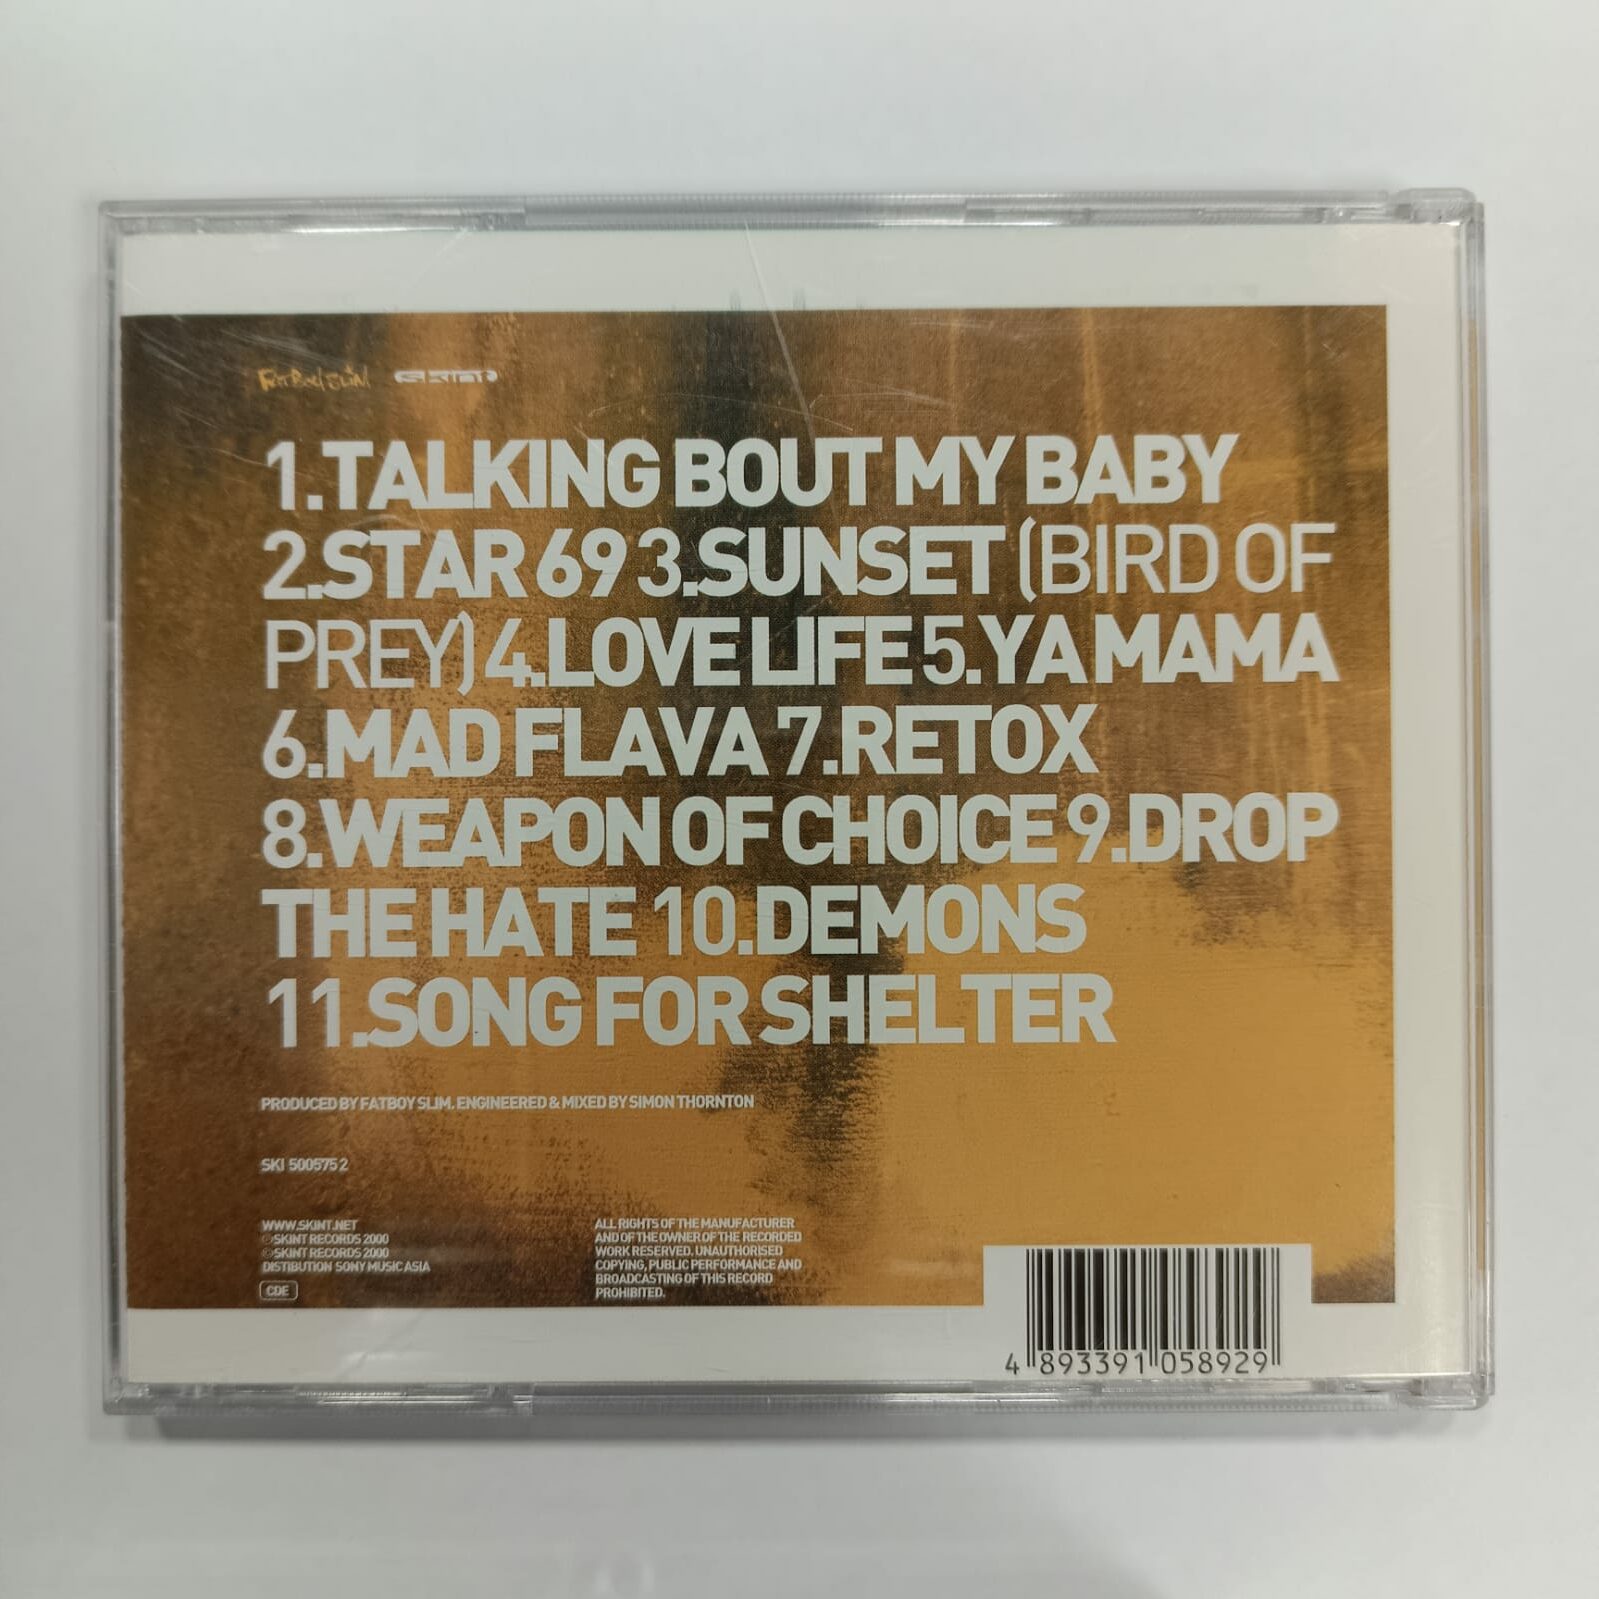 FATBOY SLIM skint
1.TALKING BOUT MY BABY
2.STAR 69 3.SUNSET (BIRD OF
PREY) 4.LOVE LIFE 5.YA MAMA
6.MAD FLAVA 7.RETOX
8.WEAPON OF CHOICE 9.DROP
THE HATE 10.DEMONS
11.SONG FOR SHELTER
PRODUCED BY FATBOY SLIM. ENGINEERED & MIXED BY SIMON THORNTON
SKI 500575 2
WWW.SKINT.NET
℗SKINT RECORDS 2000
©SKINT RECORDS 2000
DISTIBUTION SONY MUSIC ASIA
CDE
ALL RIGHTS OF THE MANUFACTURER
AND OF THE OWNER OF THE RECORDED
WORK RESERVED. UNAUTHORISED
COPYING, PUBLIC PERFORMANCE AND
BROADCASTING OF THIS RECORD
PROHIBITED.
4 893391 058929